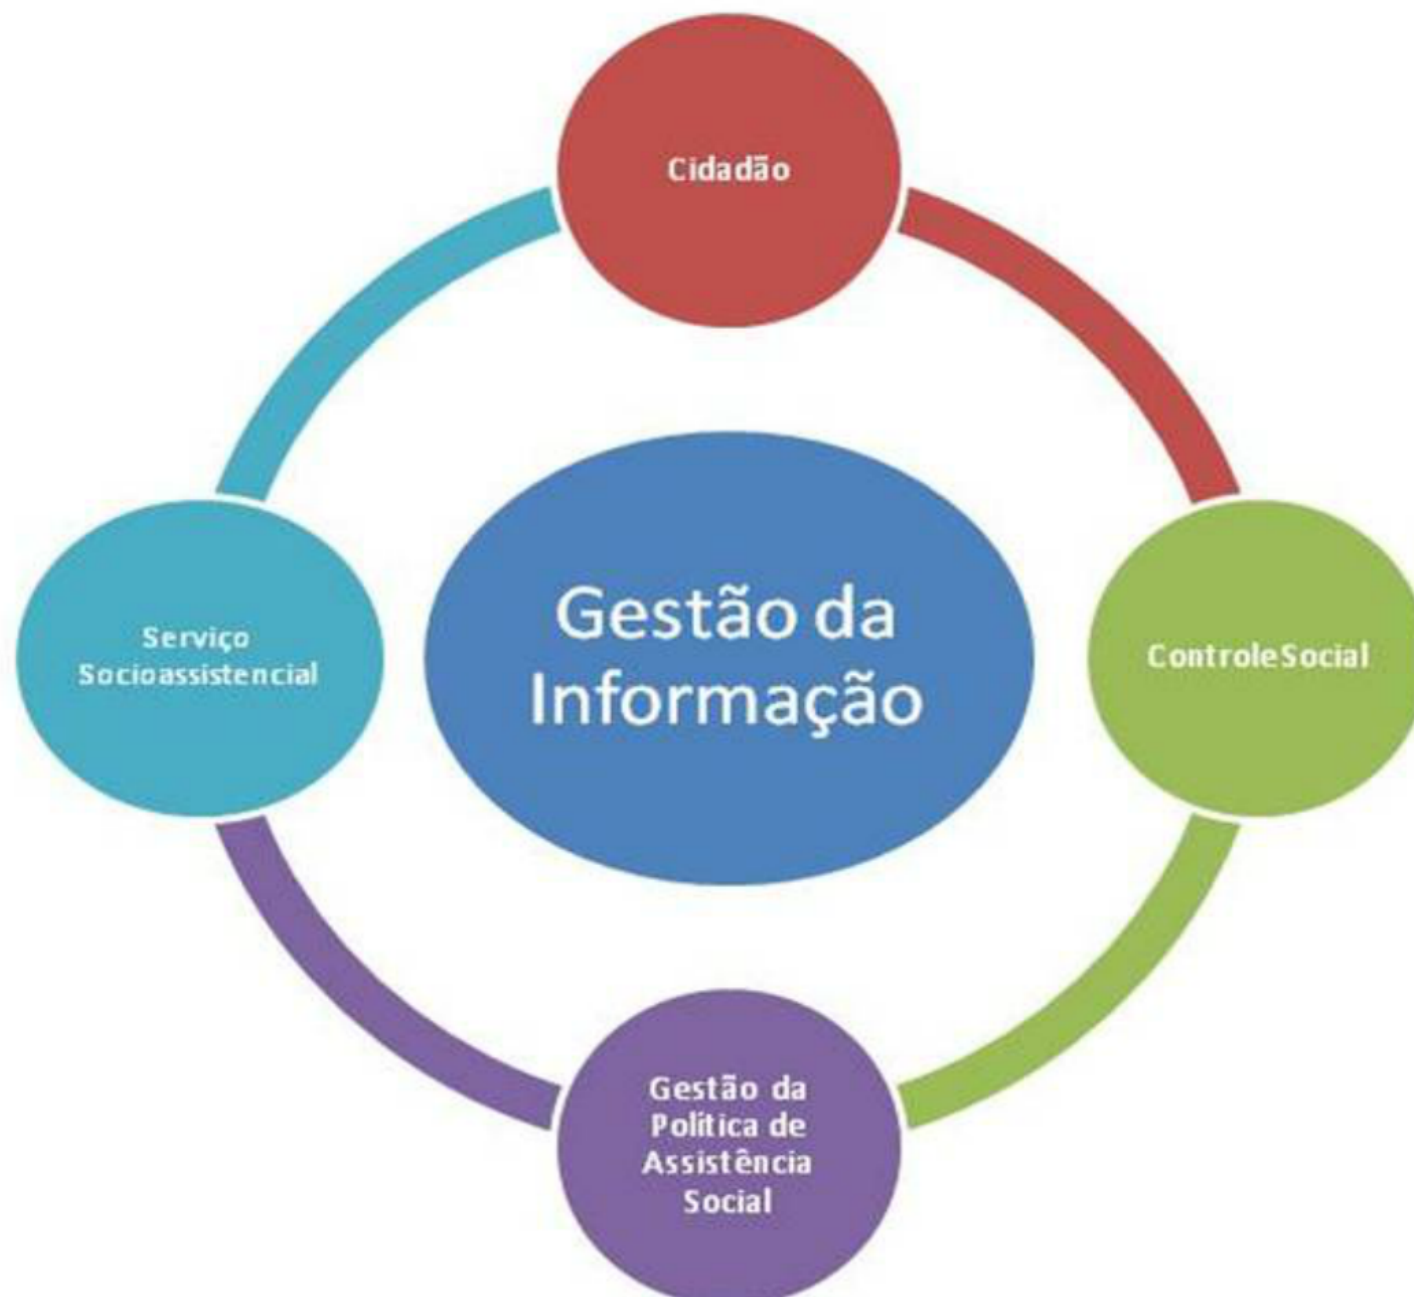 Cidadão
Gestão da
Informação
Serviço
Socioassistencial
ControleSocial
Gestão da
Política de
Assistência
Social